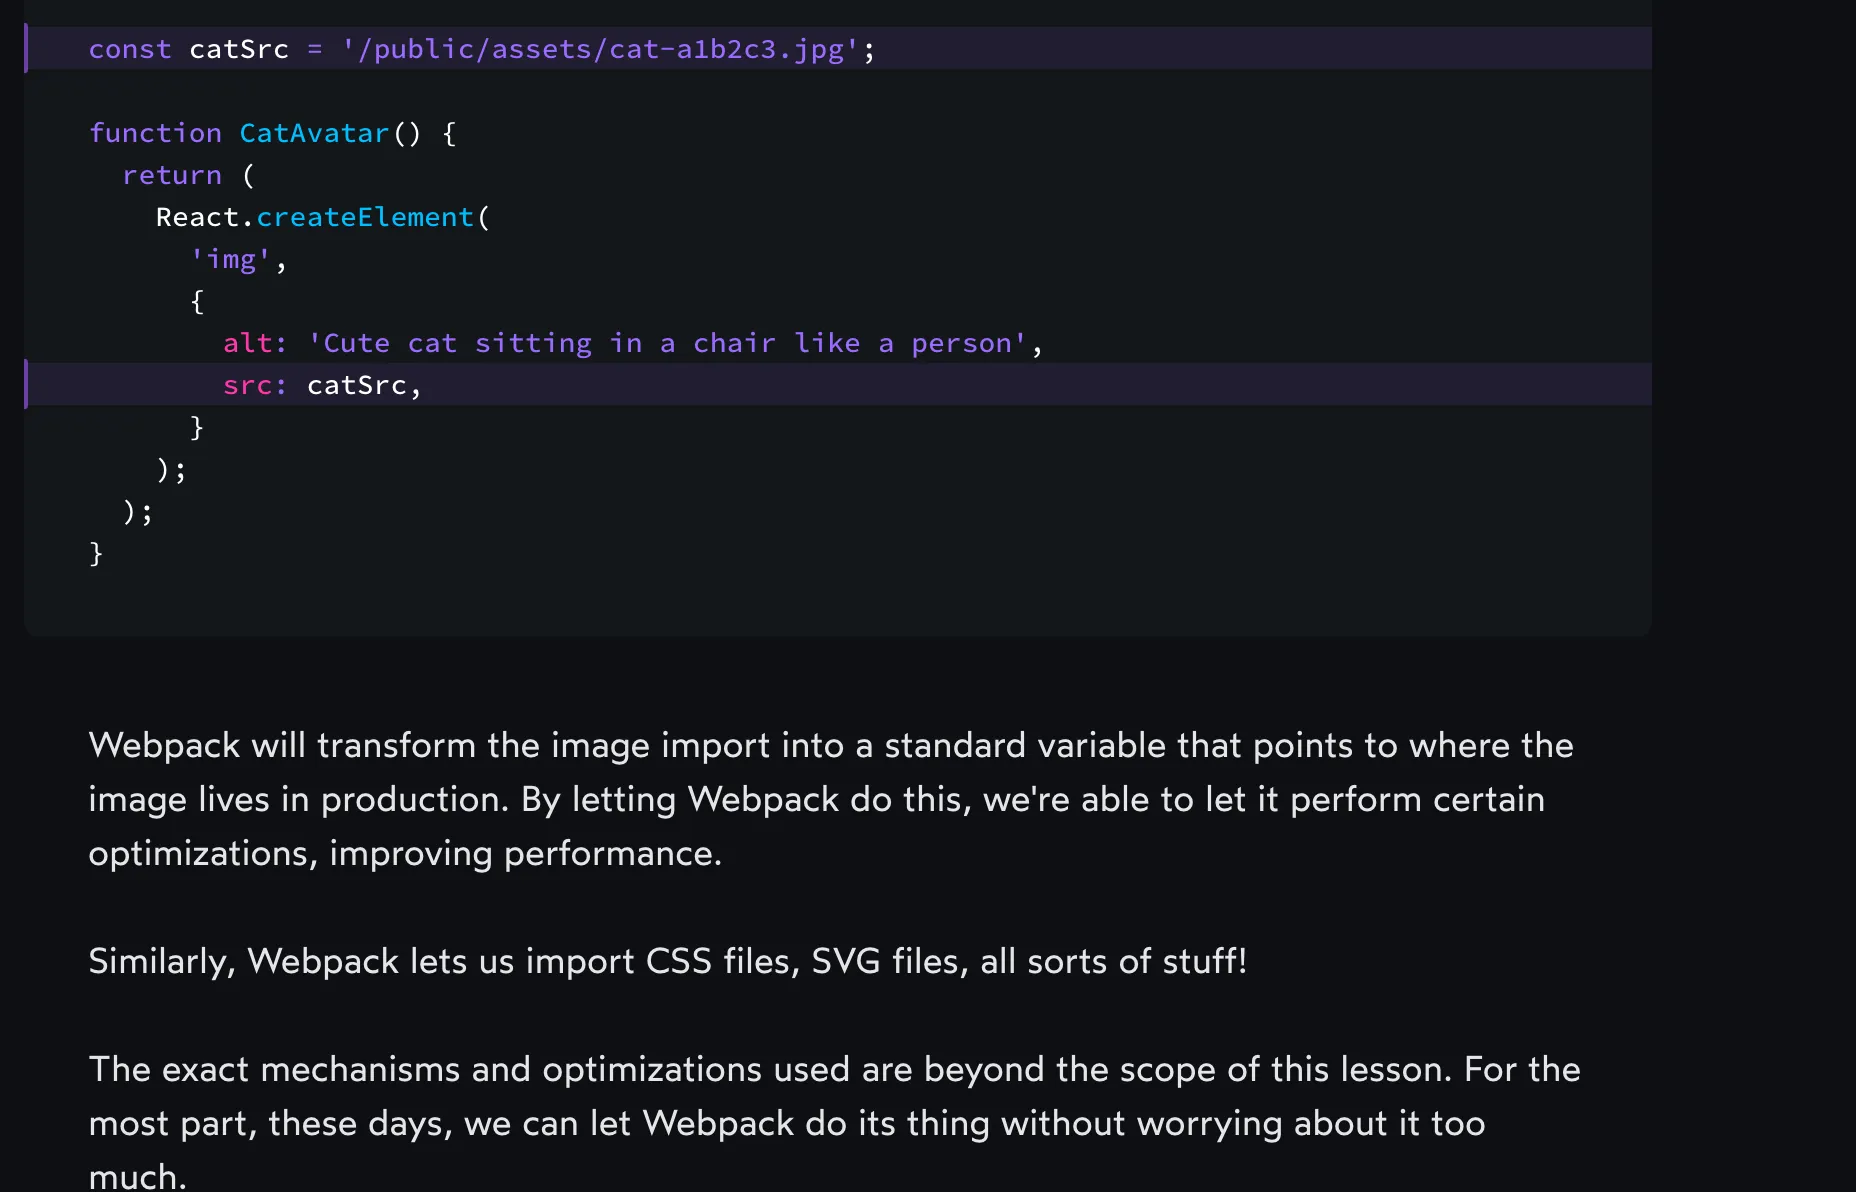 const catSrc = '/public/assets/cat-a1b2c3.jpg';

function CatAvatar() {
  return (
    React.createElement(
      'img',
      {
        alt: 'Cute cat sitting in a chair like a person',
        src: catSrc,
      }
    );
  );
}

Webpack will transform the image import into a standard variable that points to where the
image lives in production. By letting Webpack do this, we're able to let it perform certain
optimizations, improving performance.

Similarly, Webpack lets us import CSS files, SVG files, all sorts of stuff!

The exact mechanisms and optimizations used are beyond the scope of this lesson. For the
most part, these days, we can let Webpack do its thing without worrying about it too
much.